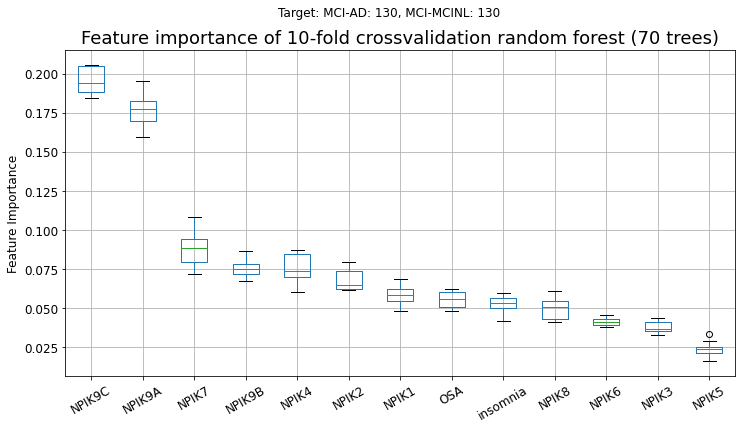 Target: MCI-AD: 130, MCI-MCINL: 130
Feature importance of 10-fold crossvalidation random forest (70 trees)
Feature Importance
0.200
0.175
0.150
0.125
0.100
0.075
0.050
0.025
NPIK9C
NPIK9A
NPIK7
NPIK9B
NPIK4
NPIK2
NPIK1
OSA
insomnia
NPIK8
NPIK6
NPIK3
NPIK5